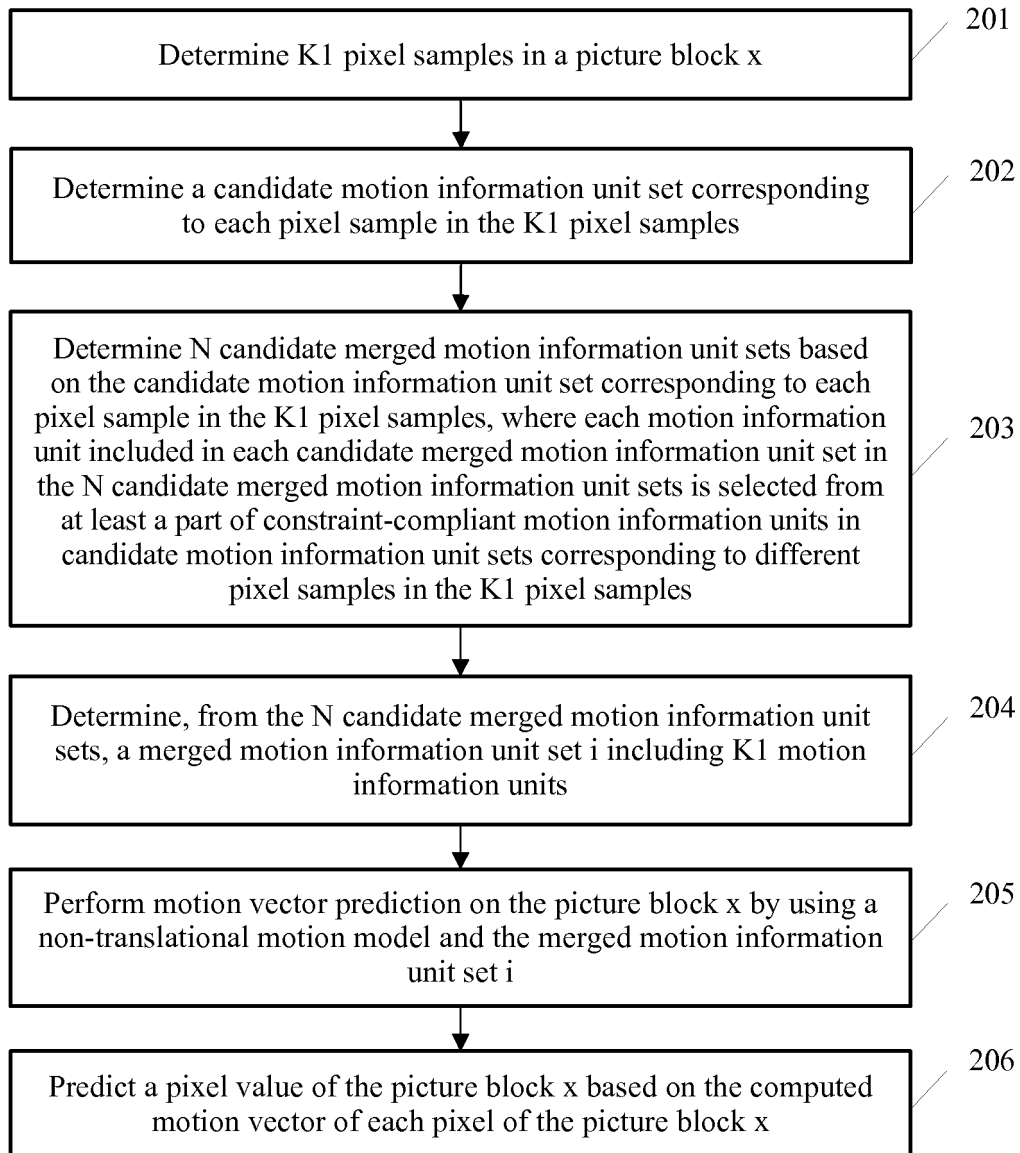 201
Determine K1 pixel samples in a picture block x
202
Determine a candidate motion information unit set corresponding
to each pixel sample in the K1 pixel samples
203
Determine N candidate merged motion information unit sets based
on the candidate motion information unit set corresponding to each
pixel sample in the K1 pixel samples, where each motion information
unit included in each candidate merged motion information unit set in
the N candidate merged motion information unit sets is selected from
at least a part of constraint-compliant motion information units in
candidate motion information unit sets corresponding to different
pixel samples in the K1 pixel samples
204
Determine, from the N candidate merged motion information unit
sets, a merged motion information unit set i including K1 motion
information units
205
Perform motion vector prediction on the picture block x by using a
non-translational motion model and the merged motion information
unit set i
206
Predict a pixel value of the picture block x based on the computed
motion vector of each pixel of the picture block x